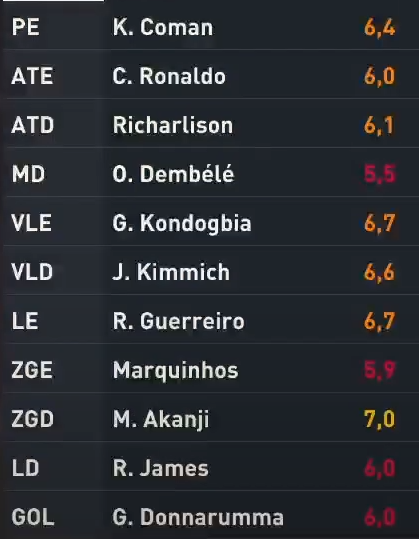 PE K. Coman 6,4
ATE C. Ronaldo 6,0
ATD Richarlison 6,1
MD O. Dembélé 5,5
VLE G. Kondogbia 6,7
VLD J. Kimmich 6,6
LE R. Guerreiro 6,7
ZGE Marquinhos 5,9
ZGD M. Akanji 7,0
LD R. James 6,0
GOL G. Donnarumma 6,0